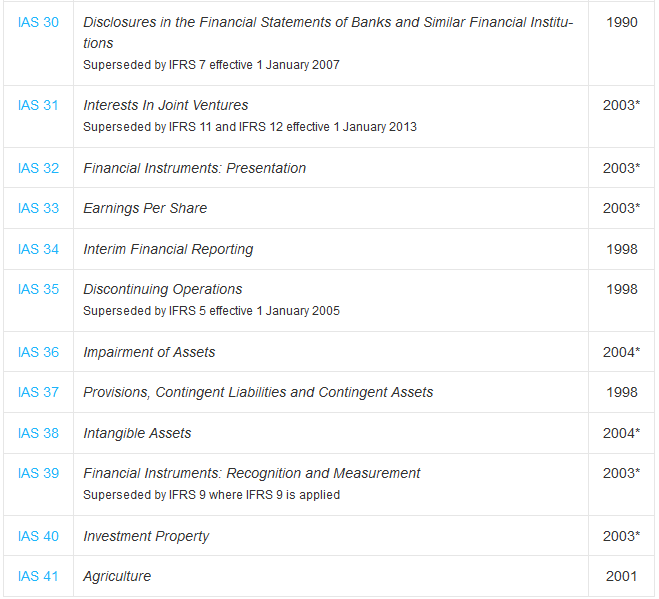 IAS 30 Disclosures in the Financial Statements of Banks and Similar Financial Institu- 1990
tions
Superseded by IFRS 7 effective 1 January 2007
IAS 31 Interests In Joint Ventures 2003*
Superseded by IFRS 11 and IFRS 12 effective 1 January 2013
IAS 32 Financial Instruments: Presentation 2003*
IAS 33 Earnings Per Share 2003*
IAS 34 Interim Financial Reporting 1998
IAS 35 Discontinuing Operations 1998
Superseded by IFRS 5 effective 1 January 2005
IAS 36 Impairment of Assets 2004*
IAS 37 Provisions, Contingent Liabilities and Contingent Assets 1998
IAS 38 Intangible Assets 2004*
IAS 39 Financial Instruments: Recognition and Measurement 2003*
Superseded by IFRS 9 where IFRS 9 is applied
IAS 40 Investment Property 2003*
IAS 41 Agriculture 2001